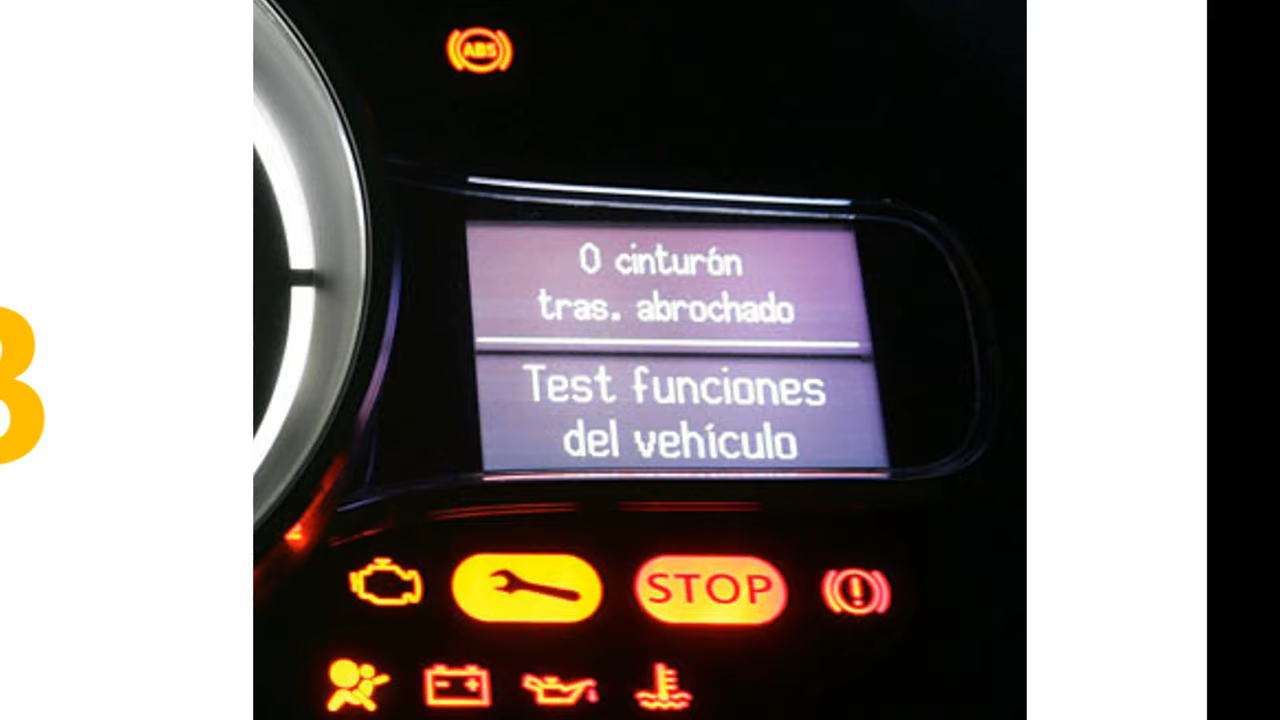 ABS
0 cinturón
tras. abrochado
Test funciones
del vehículo
STOP